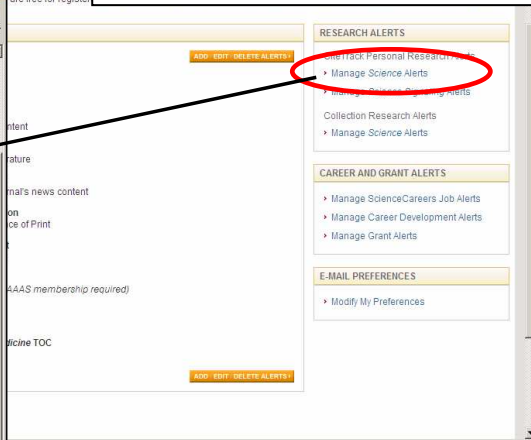 are free for register
ADD EDIT DELETE ALERTS
ntent
rature
rnal's news content
on
ce of Print
t
AAAS membership required)
dicine TOC
ADD EDIT DELETE ALERTS
RESEARCH ALERTS
CiteTrack Personal Research Alerts
Manage Science Alerts
Manage Science Signaling Alerts
Collection Research Alerts
Manage Science Alerts
CAREER AND GRANT ALERTS
Manage ScienceCareers Job Alerts
Manage Career Development Alerts
Manage Grant Alerts
E-MAIL PREFERENCES
Modify My Preferences